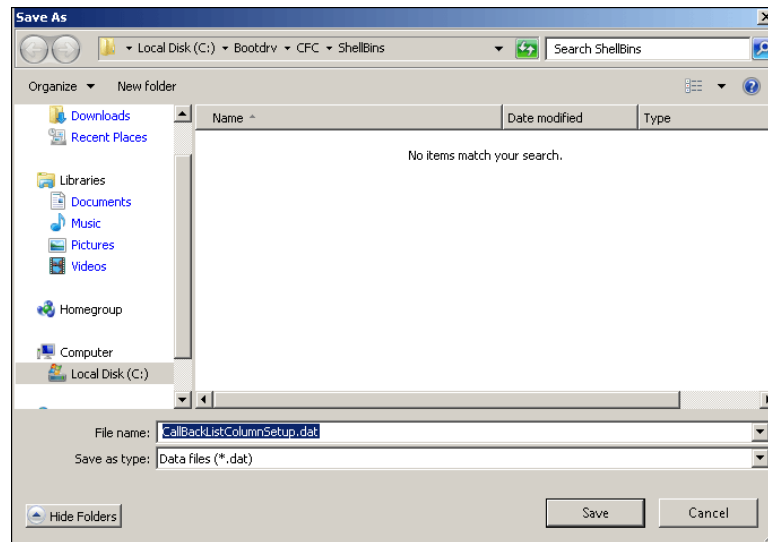 Save As
Local Disk (C:) Bootdrv CFC ShellBins Search ShellBins
Organize New folder
Name Date modified Type
Downloads
Recent Places
No items match your search.
Libraries
Documents
Music
Pictures
Videos
Homegroup
Computer
Local Disk (C:)
File name: CallBackListColumnSetup.dat
Save as type: Data files (*.dat)
Hide Folders Save Cancel